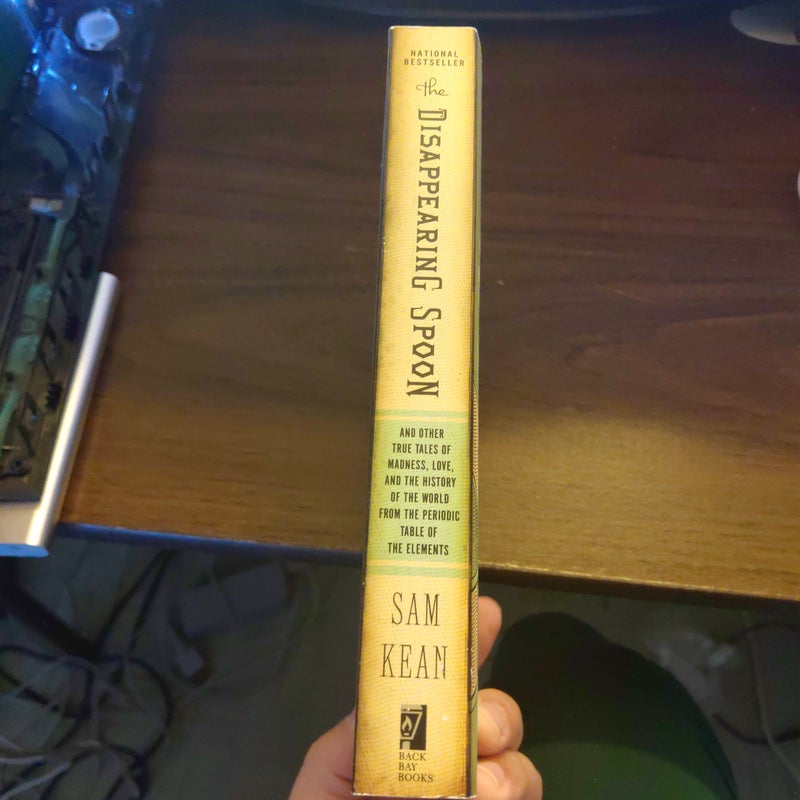 NATIONAL
BESTSELLER
the
DISAPPEARING SPOON
AND OTHER
TRUE TALES OF
MADNESS, LOVE,
AND THE HISTORY
OF THE WORLD
FROM THE PERIODIC
TABLE OF
THE ELEMENTS
SAM
KEAN
BACK
BAY
BOOKS